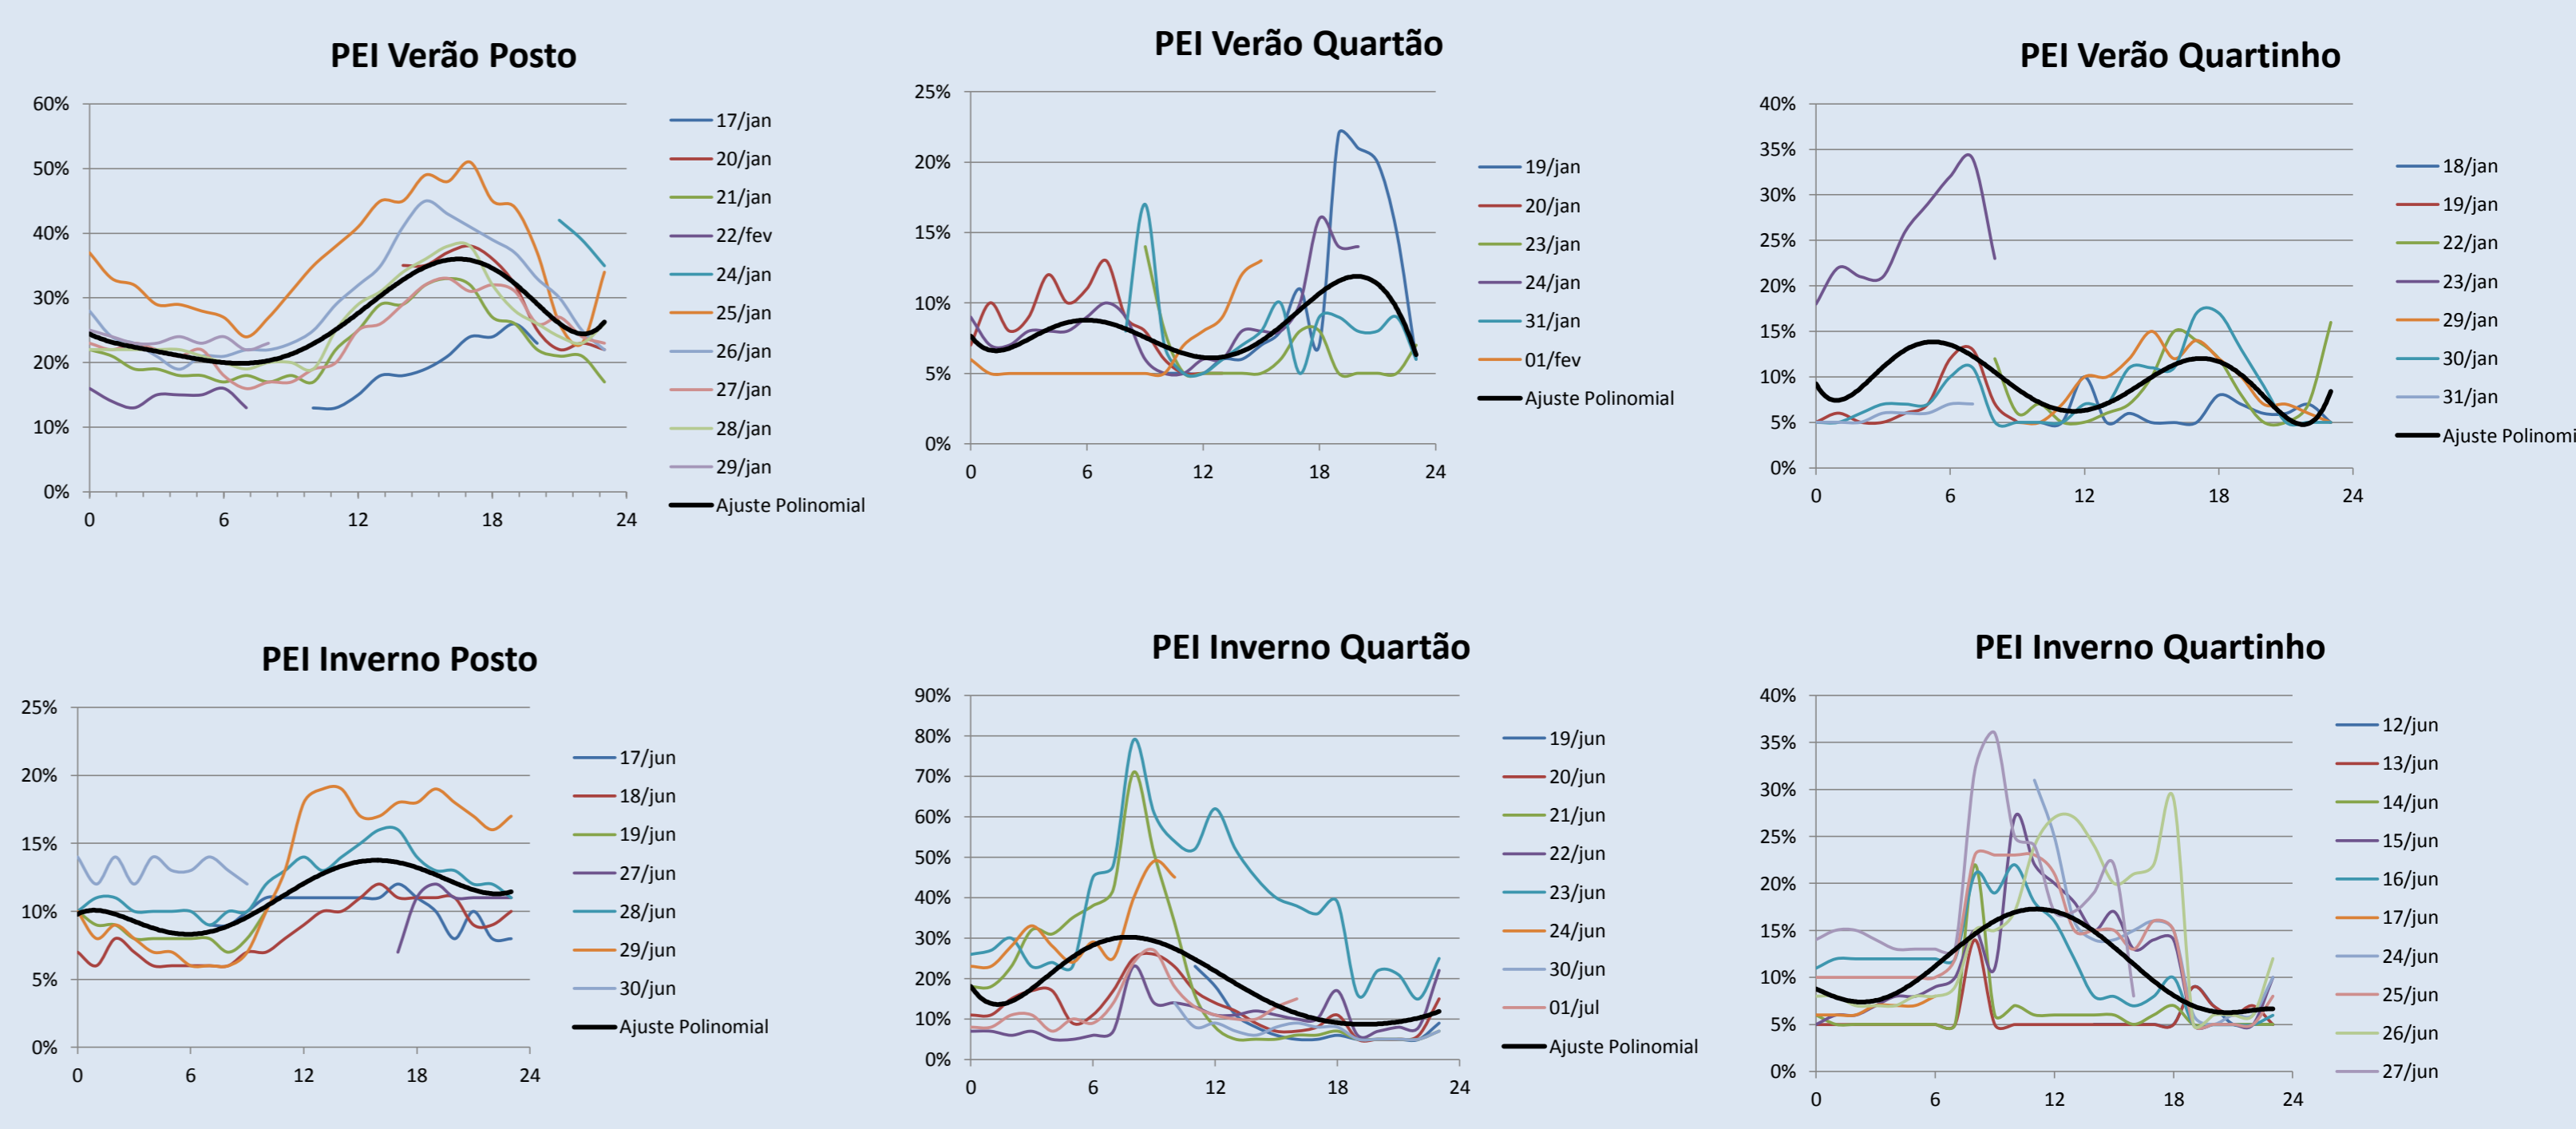 PEI Verão Posto
60%
50%
40%
30%
20%
10%
0%
0 6 12 18 24
17/jan
20/jan
21/jan
22/fev
24/jan
25/jan
26/jan
27/jan
28/jan
29/jan
Ajuste Polinomial
PEI Verão Quartão
25%
20%
15%
10%
5%
0%
0 6 12 18 24
19/jan
20/jan
23/jan
24/jan
31/jan
01/fev
Ajuste Polinomial
PEI Verão Quartinho
40%
35%
30%
25%
20%
15%
10%
5%
0%
0 6 12 18 24
18/jan
19/jan
22/jan
23/jan
29/jan
30/jan
31/jan
Ajuste Polinomi
PEI Inverno Posto
25%
20%
15%
10%
5%
0%
0 6 12 18 24
17/jun
18/jun
19/jun
27/jun
28/jun
29/jun
30/jun
Ajuste Polinomial
PEI Inverno Quartão
90%
80%
70%
60%
50%
40%
30%
20%
10%
0%
0 6 12 18 24
19/jun
20/jun
21/jun
22/jun
23/jun
24/jun
30/jun
01/jul
Ajuste Polinomial
PEI Inverno Quartinho
40%
35%
30%
25%
20%
15%
10%
5%
0%
0 6 12 18 24
12/jun
13/jun
14/jun
15/jun
16/jun
17/jun
24/jun
25/jun
26/jun
27/jun